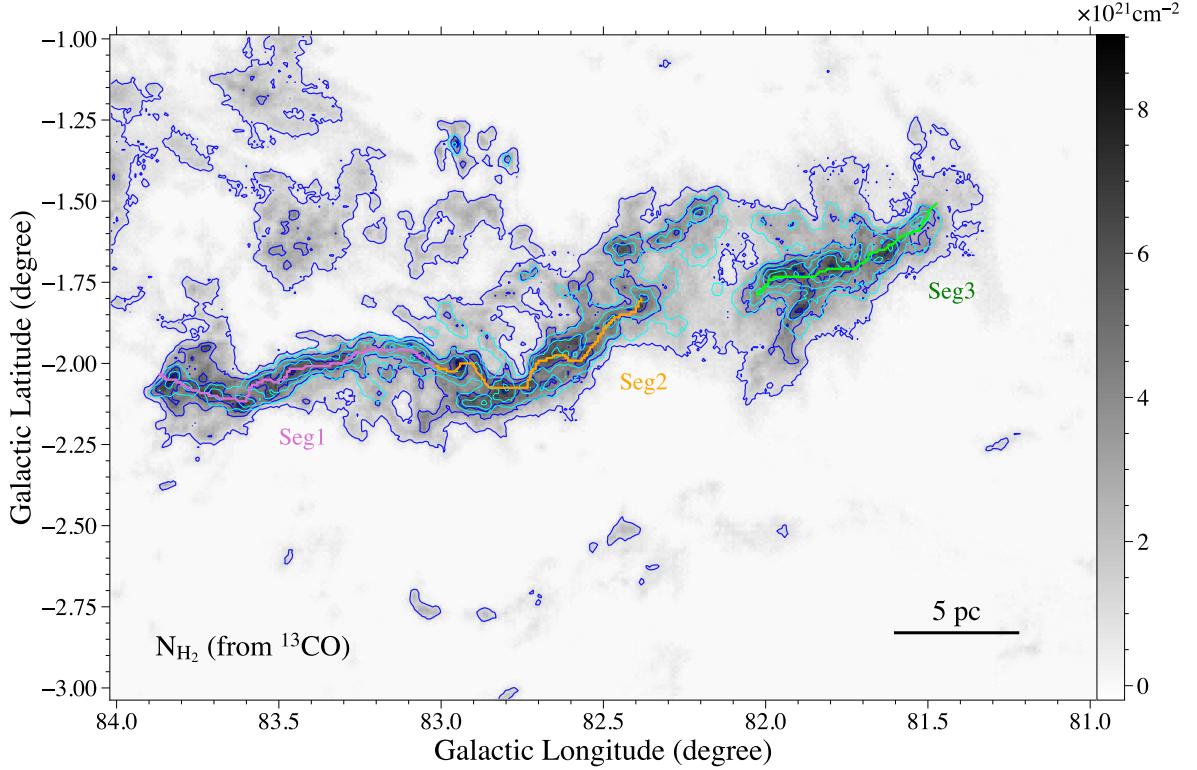 ×10²¹cm⁻²
−1.00
−1.25
−1.50
−1.75
−2.00
−2.25
−2.50
−2.75
−3.00
Galactic Latitude (degree)
Seg1
Seg2
Seg3
5 pc
N_H₂ (from ¹³CO)
84.0 83.5 83.0 82.5 82.0 81.5 81.0
Galactic Longitude (degree)
8
6
4
2
0